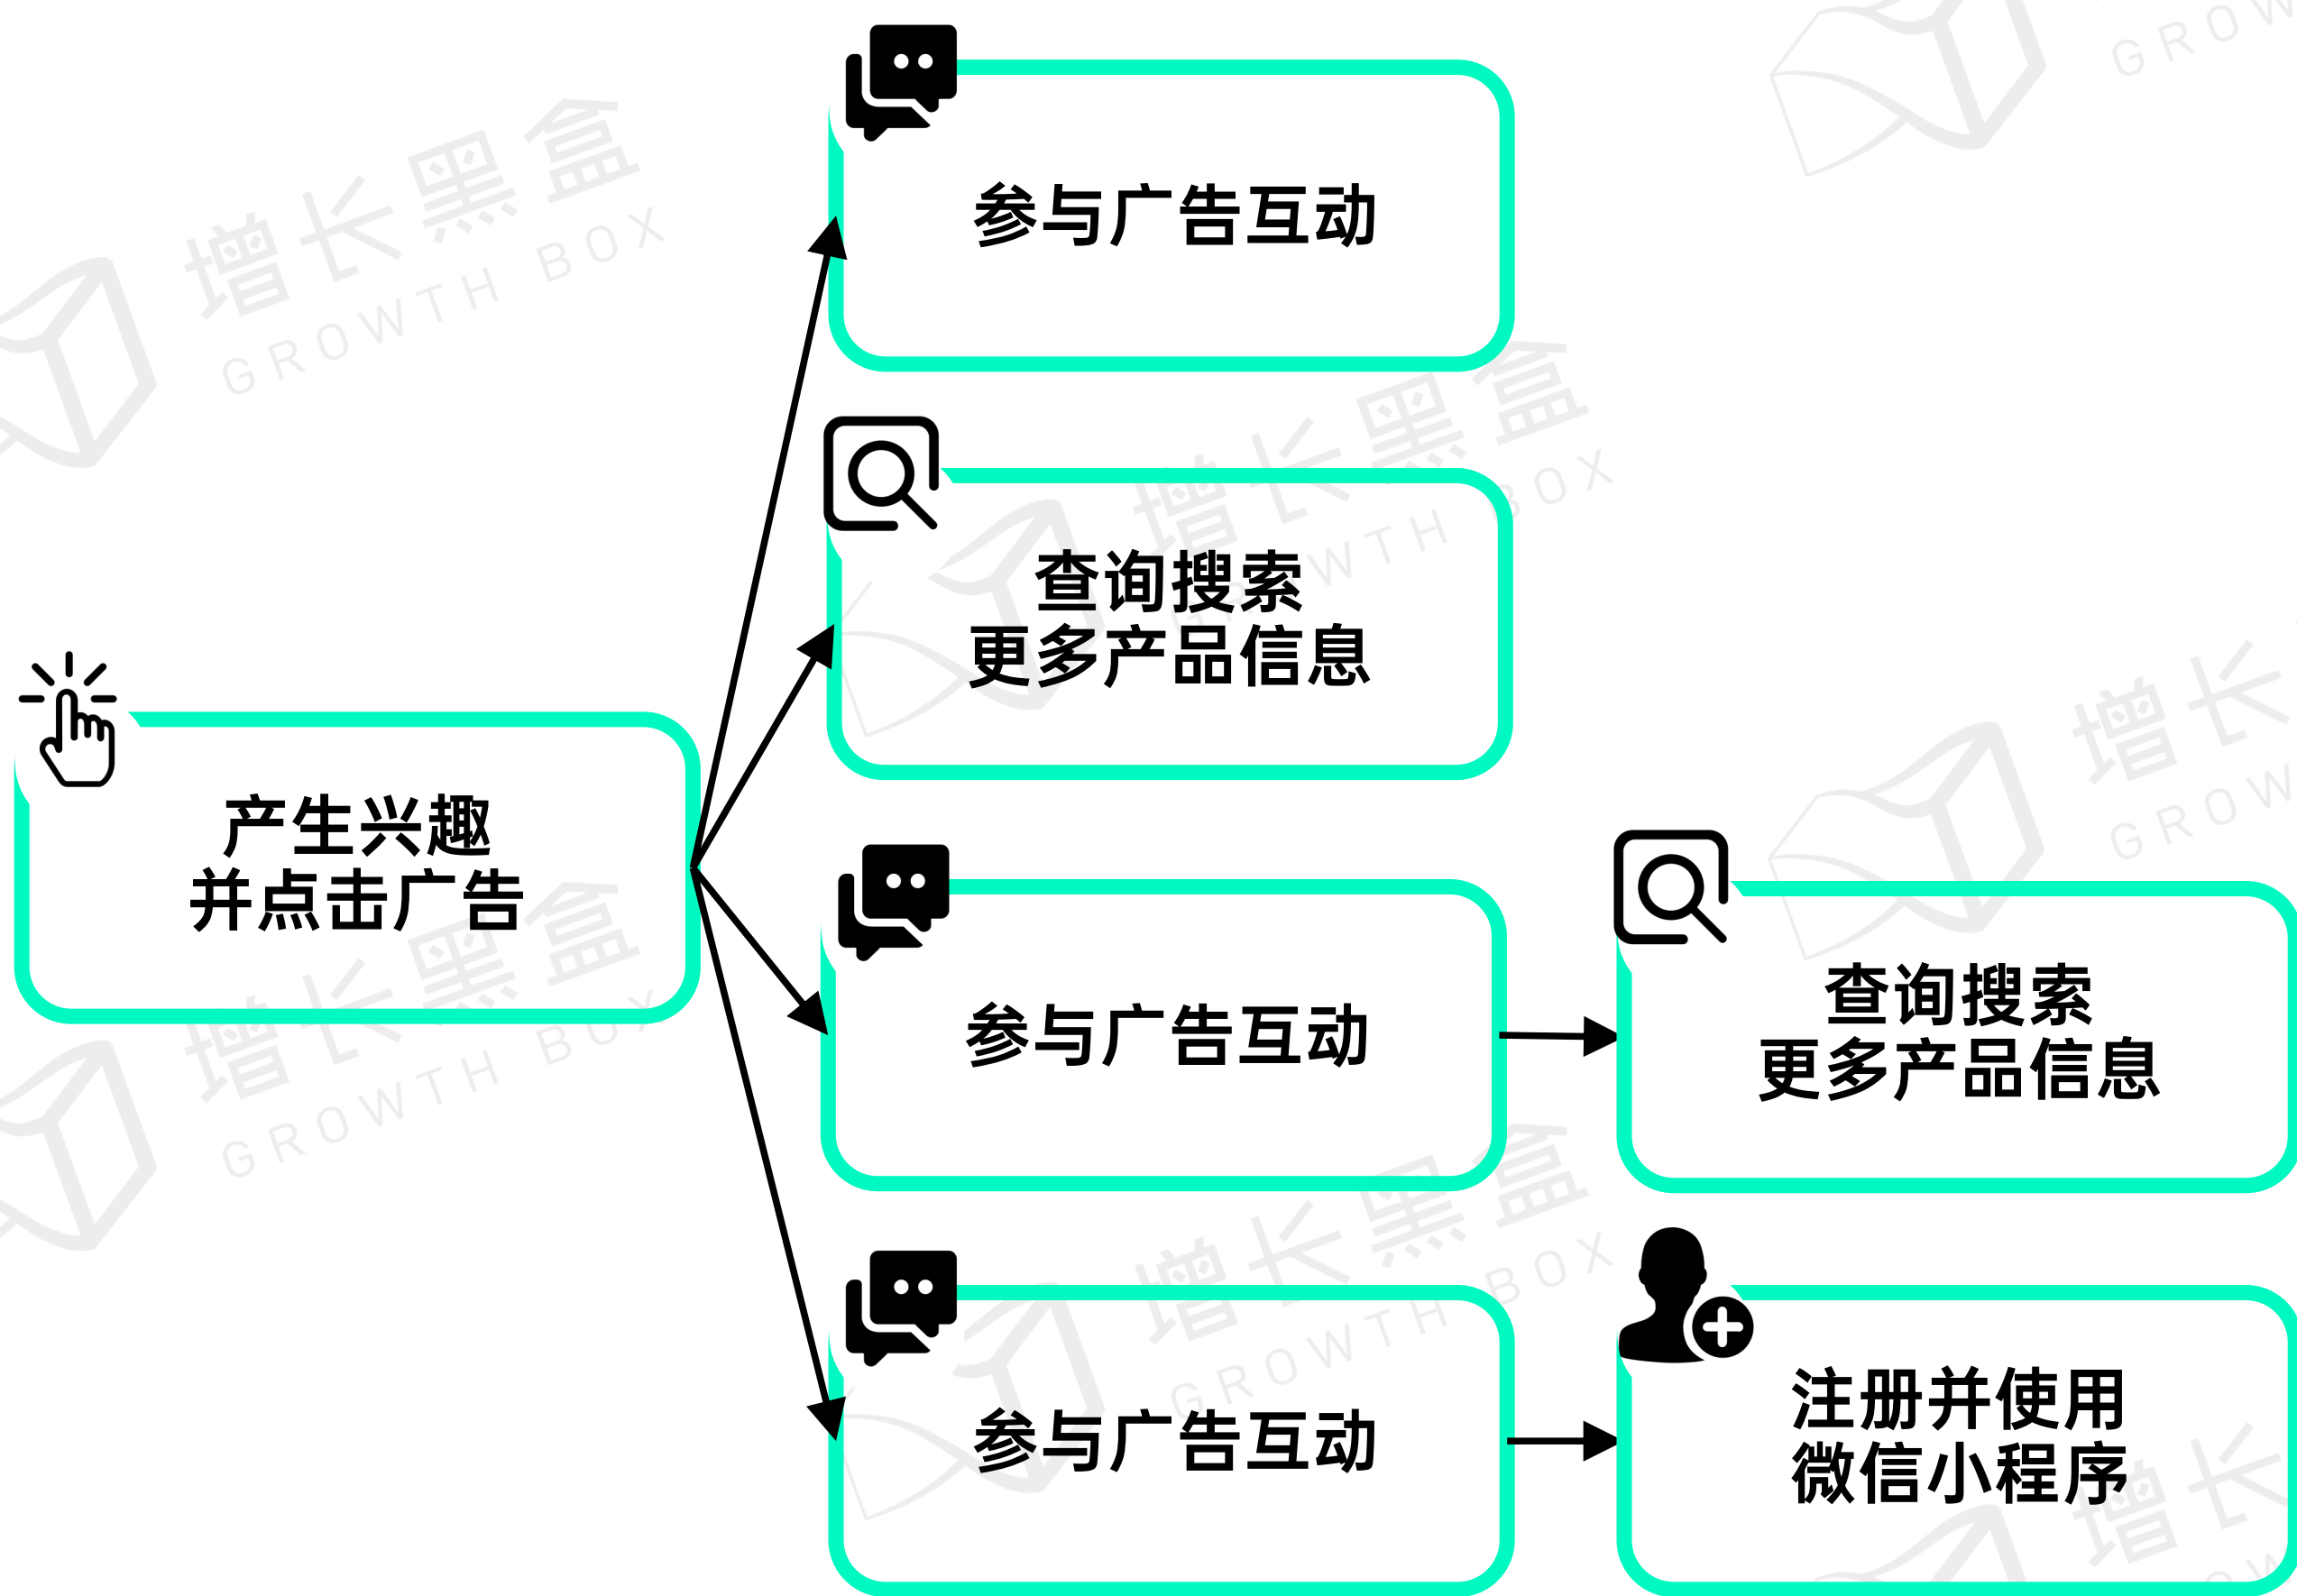 参与广告互动
查询搜索
更多产品信息
产生兴趣
并点击广告
参与广告互动
查询搜索
更多产品信息
参与广告互动
注册并使用
微信小程序
增长黑盒
GROWTH BOX